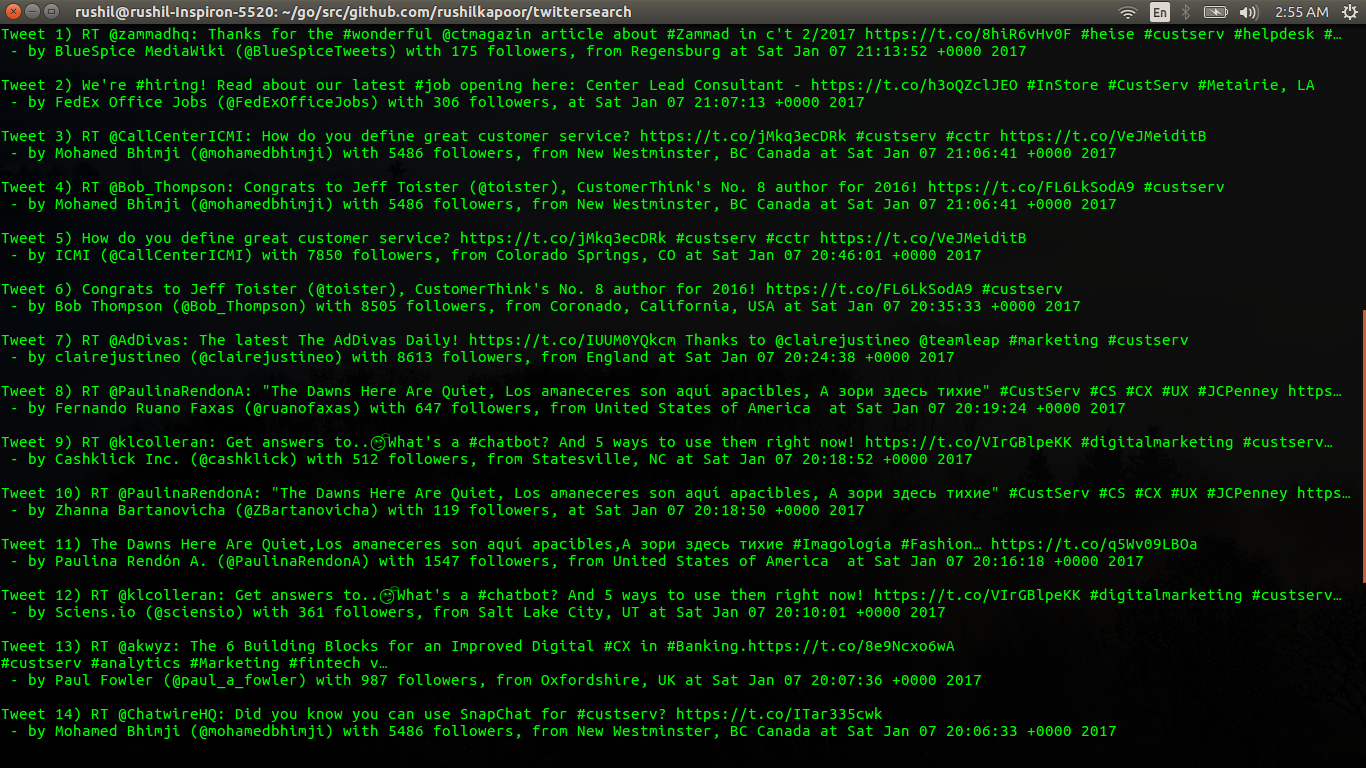 rushil@rushil-Inspiron-5520: ~/go/src/github.com/rushilkapoor/twittersearch
En
2:55 AM
Tweet 1) RT @zammadhq: Thanks for the #wonderful @ctmagazin article about #Zammad in c't 2/2017 https://t.co/8hiR6vHv0F #heise #custserv #helpdesk #…
- by BlueSpice MediaWiki (@BlueSpiceTweets) with 175 followers, from Regensburg at Sat Jan 07 21:13:52 +0000 2017
Tweet 2) We're #hiring! Read about our latest #job opening here: Center Lead Consultant - https://t.co/h3oQZclJEO #InStore #CustServ #Metairie, LA
- by FedEx Office Jobs (@FedExOfficeJobs) with 306 followers, at Sat Jan 07 21:07:13 +0000 2017
Tweet 3) RT @CallCenterICMI: How do you define great customer service? https://t.co/jMkq3ecDRk #custserv #cctr https://t.co/VeJMeiditB
- by Mohamed Bhimji (@mohamedbhimji) with 5486 followers, from New Westminster, BC Canada at Sat Jan 07 21:06:41 +0000 2017
Tweet 4) RT @Bob_Thompson: Congrats to Jeff Toister (@toister), CustomerThink's No. 8 author for 2016! https://t.co/FL6LkSodA9 #custserv
- by Mohamed Bhimji (@mohamedbhimji) with 5486 followers, from New Westminster, BC Canada at Sat Jan 07 21:06:41 +0000 2017
Tweet 5) How do you define great customer service? https://t.co/jMkq3ecDRk #custserv #cctr https://t.co/VeJMeiditB
- by ICMI (@CallCenterICMI) with 7850 followers, from Colorado Springs, CO at Sat Jan 07 20:46:01 +0000 2017
Tweet 6) Congrats to Jeff Toister (@toister), CustomerThink's No. 8 author for 2016! https://t.co/FL6LkSodA9 #custserv
- by Bob Thompson (@Bob_Thompson) with 8505 followers, from Coronado, California, USA at Sat Jan 07 20:35:33 +0000 2017
Tweet 7) RT @AdDivas: The latest The AdDivas Daily! https://t.co/IUUM0YQkcm Thanks to @clairejustineo @teamleap #marketing #custserv
- by clairejustineo (@clairejustineo) with 8613 followers, from England at Sat Jan 07 20:24:38 +0000 2017
Tweet 8) RT @PaulinaRendonA: "The Dawns Here Are Quiet, Los amaneceres son aquí apacibles, А зори здесь тихие" #CustServ #CS #CX #UX #JCPenney https…
- by Fernando Ruano Faxas (@ruanofaxas) with 647 followers, from United States of America  at Sat Jan 07 20:19:24 +0000 2017
Tweet 9) RT @klcolleran: Get answers to..🤔What's a #chatbot? And 5 ways to use them right now! https://t.co/VIrGBlpeKK #digitalmarketing #custserv…
- by Cashklick Inc. (@cashklick) with 512 followers, from Statesville, NC at Sat Jan 07 20:18:52 +0000 2017
Tweet 10) RT @PaulinaRendonA: "The Dawns Here Are Quiet, Los amaneceres son aquí apacibles, А зори здесь тихие" #CustServ #CS #CX #UX #JCPenney https…
- by Zhanna Bartanovicha (@ZBartanovicha) with 119 followers, at Sat Jan 07 20:18:50 +0000 2017
Tweet 11) The Dawns Here Are Quiet,Los amaneceres son aquí apacibles,А зори здесь тихие #Imagología #Fashion… https://t.co/q5Wv09LBOa
- by Paulina Rendón A. (@PaulinaRendonA) with 1547 followers, from United States of America  at Sat Jan 07 20:16:18 +0000 2017
Tweet 12) RT @klcolleran: Get answers to..🤔What's a #chatbot? And 5 ways to use them right now! https://t.co/VIrGBlpeKK #digitalmarketing #custserv…
- by Sciens.io (@sciensio) with 361 followers, from Salt Lake City, UT at Sat Jan 07 20:10:01 +0000 2017
Tweet 13) RT @akwyz: The 6 Building Blocks for an Improved Digital #CX in #Banking.https://t.co/8e9Ncxo6wA
#custserv #analytics #Marketing #fintech v…
- by Paul Fowler (@paul_a_fowler) with 987 followers, from Oxfordshire, UK at Sat Jan 07 20:07:36 +0000 2017
Tweet 14) RT @ChatwireHQ: Did you know you can use SnapChat for #custserv? https://t.co/ITar335cwk
- by Mohamed Bhimji (@mohamedbhimji) with 5486 followers, from New Westminster, BC Canada at Sat Jan 07 20:06:33 +0000 2017